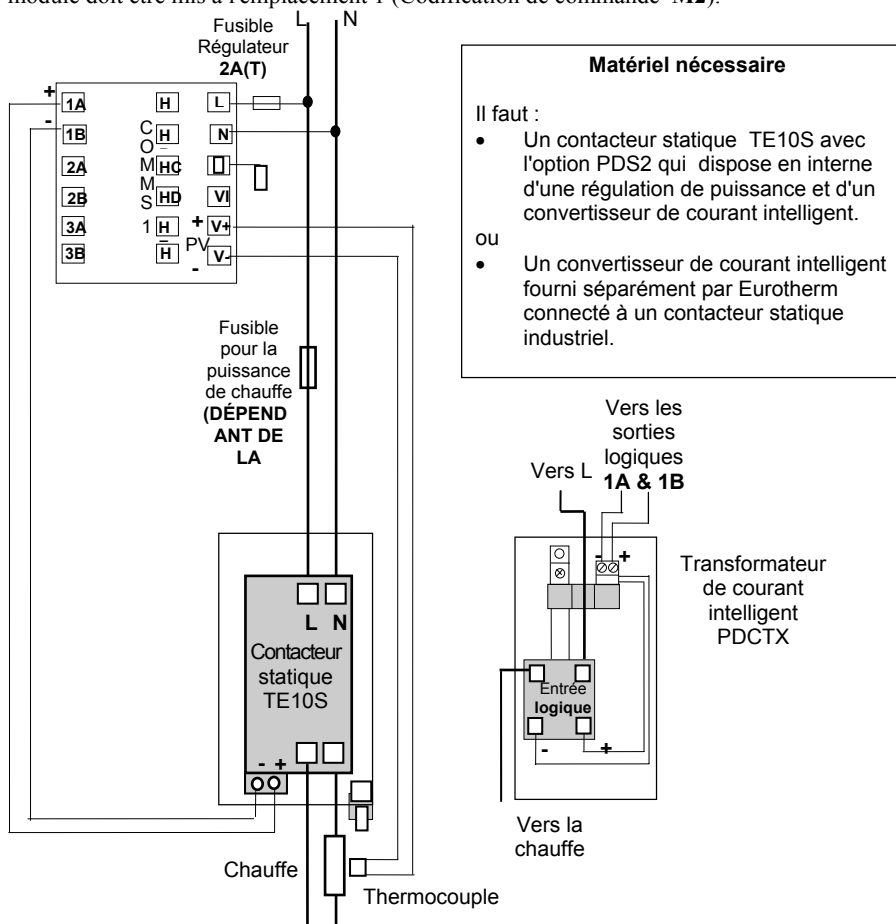 module doit être mis à l'emplacement 1 (Codification de commande M2).
Fusible
Régulateur
2A(T)
L
N
+
-
1A
1B
2A
2B
3A
3B
COMMS 1
H
H
HC
HD
H
H
L
N
VI
V+
V-
+
PV
-
Fusible
pour la
puissance
de chauffe
(DÉPEND
ANT DE
LA
L N
Contacteur
statique
TE10S
- +
Chauffe
Thermocouple
Matériel nécessaire
Il faut :
• Un contacteur statique TE10S avec
l'option PDS2 qui dispose en interne
d'une régulation de puissance et d'un
convertisseur de courant intelligent.
ou
• Un convertisseur de courant intelligent
fourni séparément par Eurotherm
connecté à un contacteur statique
industriel.
Vers les
sorties
logiques
1A & 1B
Vers L
- +
Transformateur
de courant
intelligent
PDCTX
Entrée
logique
- +
Vers la
chauffe